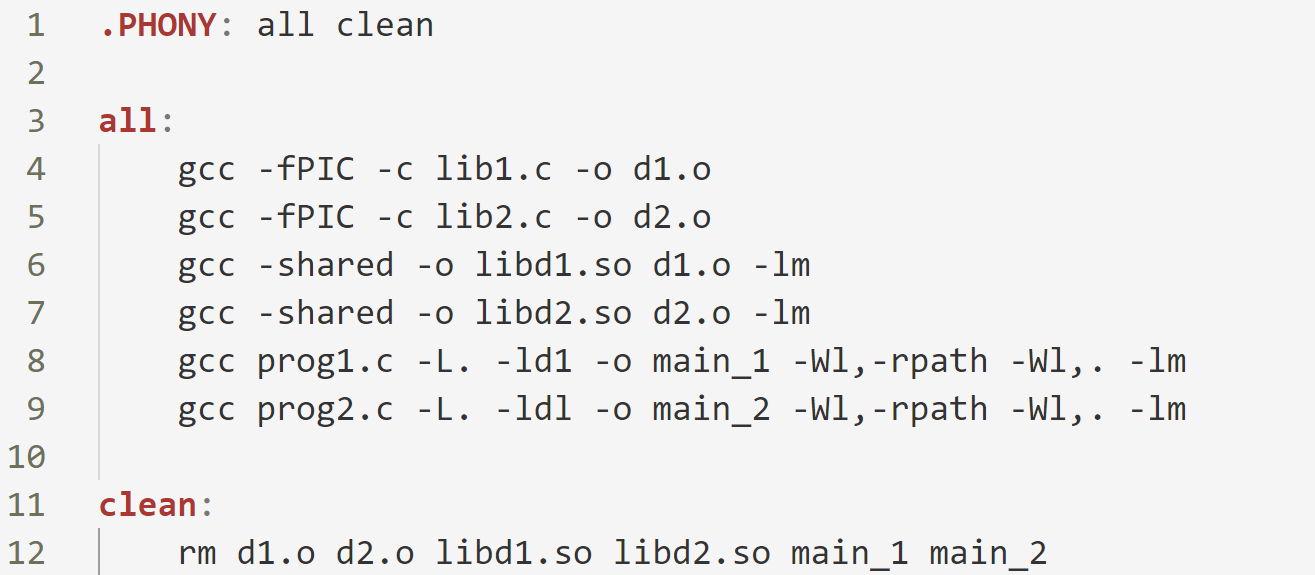 1 .PHONY: all clean
2
3 all:
4 gcc -fPIC -c lib1.c -o d1.o
5 gcc -fPIC -c lib2.c -o d2.o
6 gcc -shared -o libd1.so d1.o -lm
7 gcc -shared -o libd2.so d2.o -lm
8 gcc prog1.c -L. -ld1 -o main_1 -Wl,-rpath -Wl,. -lm
9 gcc prog2.c -L. -ldl -o main_2 -Wl,-rpath -Wl,. -lm
10
11 clean:
12 rm d1.o d2.o libd1.so libd2.so main_1 main_2